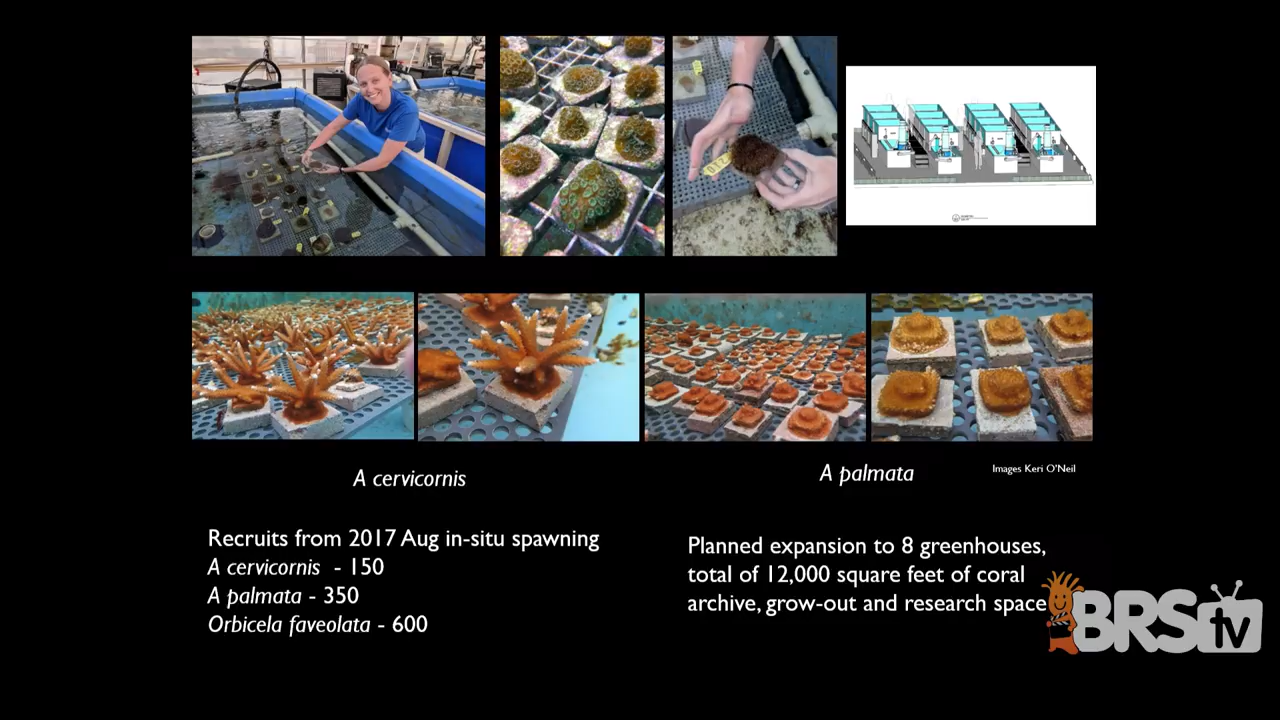 A cervicornis
A palmata
Images Keri O'Neil
Recruits from 2017 Aug in-situ spawning
A cervicornis - 150
A palmata - 350
Orbicela faveolata - 600
Planned expansion to 8 greenhouses,
total of 12,000 square feet of coral
archive, grow-out and research space
BRStv